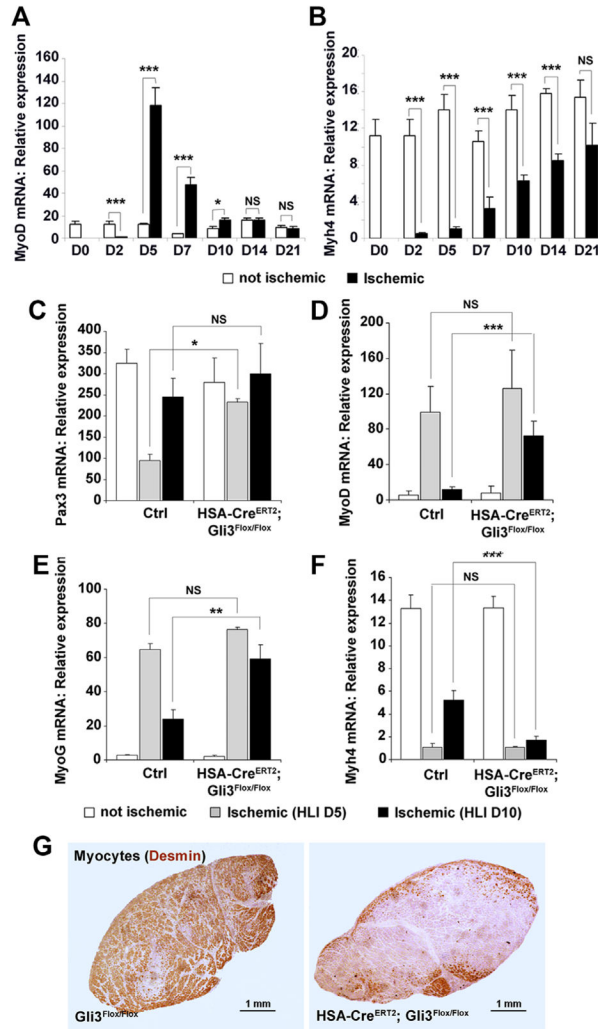 A
MyoD mRNA: Relative expression
160
140
120
100
80
60
40
20
0
***
***
***
*
NS
NS
D0 D2 D5 D7 D10 D14 D21
B
Myh4 mRNA: Relative expression
20
16
12
8
4
0
***
***
***
***
***
NS
D0 D2 D5 D7 D10 D14 D21
not ischemic Ischemic
C
Pax3 mRNA: Relative expression
400
350
300
250
200
150
100
50
0
NS
*
Ctrl HSA-CreERT2;
Gli3Flox/Flox
D
MyoD mRNA: Relative expression
200
160
120
80
40
0
NS
***
Ctrl HSA-CreERT2;
Gli3Flox/Flox
E
MyoG mRNA: Relative expression
100
80
60
40
20
0
NS
**
Ctrl HSA-CreERT2;
Gli3Flox/Flox
F
Myh4 mRNA: Relative expression
16
14
12
10
8
6
4
2
0
***
NS
Ctrl HSA-CreERT2;
Gli3Flox/Flox
not ischemic Ischemic (HLI D5) Ischemic (HLI D10)
G
Myocytes (Desmin)
Gli3Flox/Flox
1 mm
HSA-CreERT2; Gli3Flox/Flox
1 mm